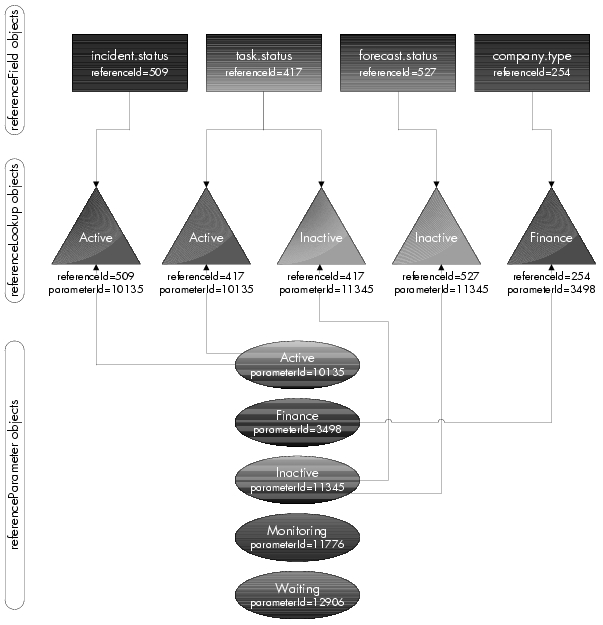 referenceField objects
incident.status
referenceId=509
task.status
referenceId=417
forecast.status
referenceId=527
company.type
referenceId=254
referenceLookup objects
Active
referenceId=509
parameterId=10135
Active
referenceId=417
parameterId=10135
Inactive
referenceId=417
parameterId=11345
Inactive
referenceId=527
parameterId=11345
Finance
referenceId=254
parameterId=3498
referenceParameter objects
Active
parameterId=10135
Finance
parameterId=3498
Inactive
parameterId=11345
Monitoring
parameterId=11776
Waiting
parameterId=12906